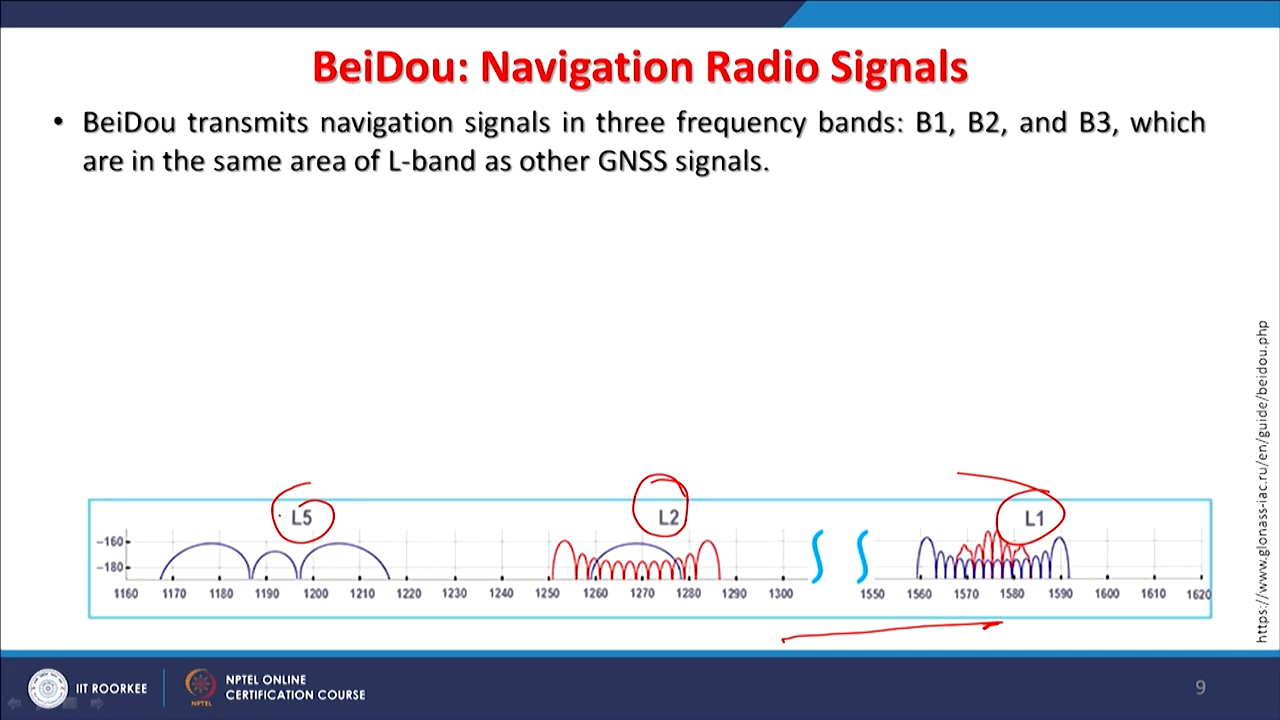 BeiDou: Navigation Radio Signals
• BeiDou transmits navigation signals in three frequency bands: B1, B2, and B3, which
are in the same area of L-band as other GNSS signals.
https://www.glonass-iac.ru/en/guide/beidou.php
L5 L2 L1
-160
-180
1160 1170 1180 1190 1200 1210 1220 1230 1240 1250 1260 1270 1280 1290 1300 1550 1560 1570 1580 1590 1600 1610 1620
IIT ROORKEE
NPTEL ONLINE
CERTIFICATION COURSE
NPTEL
9